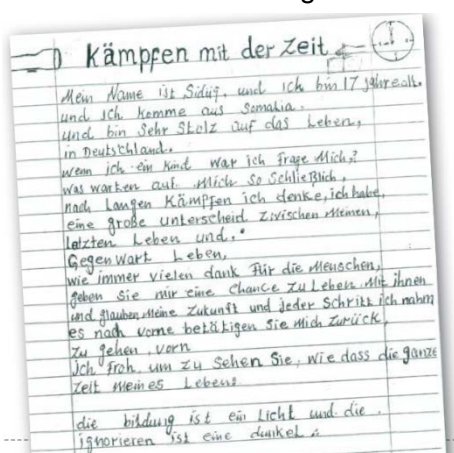 Kämpfen mit der Zeit
Mein Name ist Sidiig, und ich bin 17 jahrealt.
und ich komme aus Somalia.
und bin Sehr Stolz auf das Leben,
in Deutschland.
wenn ich ein Kind war ich frage Mich,?
was warten auf Mich so Schließlich,
nach Langen Kämpfen ich denke, ich habe,
eine große unterscheid zwischen Meinen,
letzten Leben und.
Gegenwart Leben,
wie immer vielen dank für die Menschen,
geben Sie mir eine Chance zu Leben Mit ihnen
und glauben Meine Zukunft und jeder Schritt ich nahm
es nach vorne betätigen Sie Mich Zurück,
zu gehen, vorn
Ich froh, um zu Sehen Sie, wie dass die ganze
Zeit meines Lebens
die bildung ist ein Licht und die.
ignorieren ist eine dunkel